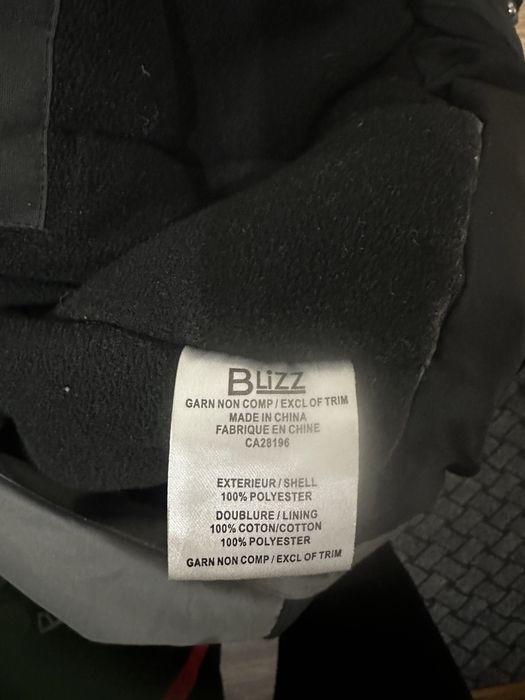 BLiZZ
GARN NON COMP / EXCL OF TRIM
MADE IN CHINA
FABRIQUE EN CHINE
CA28196
EXTERIEUR / SHELL
100% POLYESTER
DOUBLURE / LINING
100% COTON/COTTON
100% POLYESTER
GARN NON COMP / EXCL OF TRIM